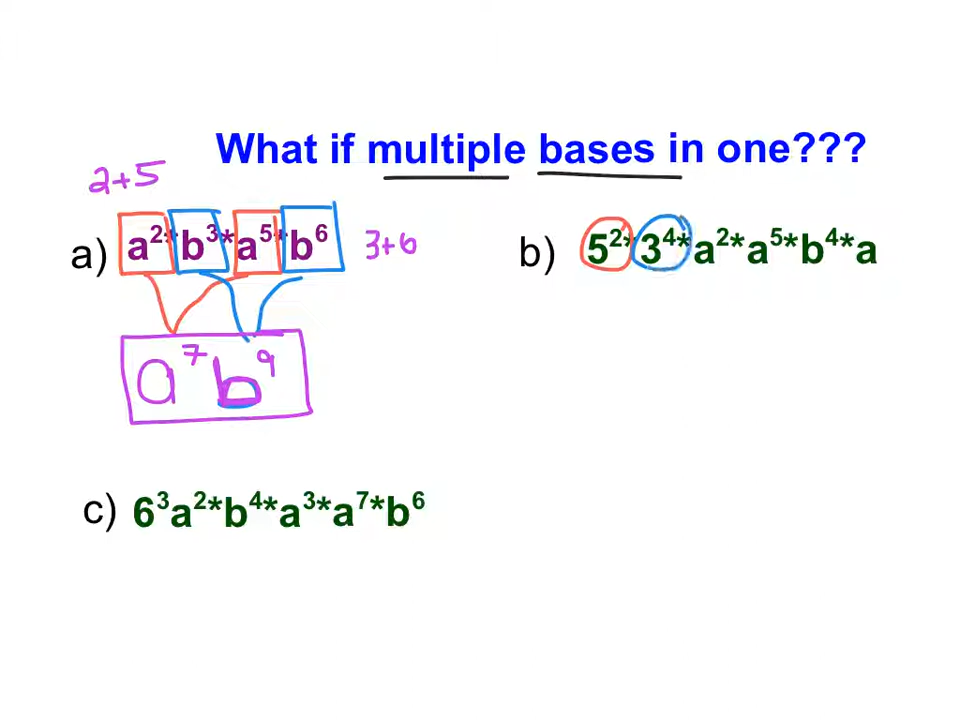 What if multiple bases in one???
2+5
a) a²*b³*a⁵*b⁶
3+6
b) 5²*3⁴*a²*a⁵*b⁴*a
a⁷b⁹
c) 6³a²*b⁴*a³*a⁷*b⁶